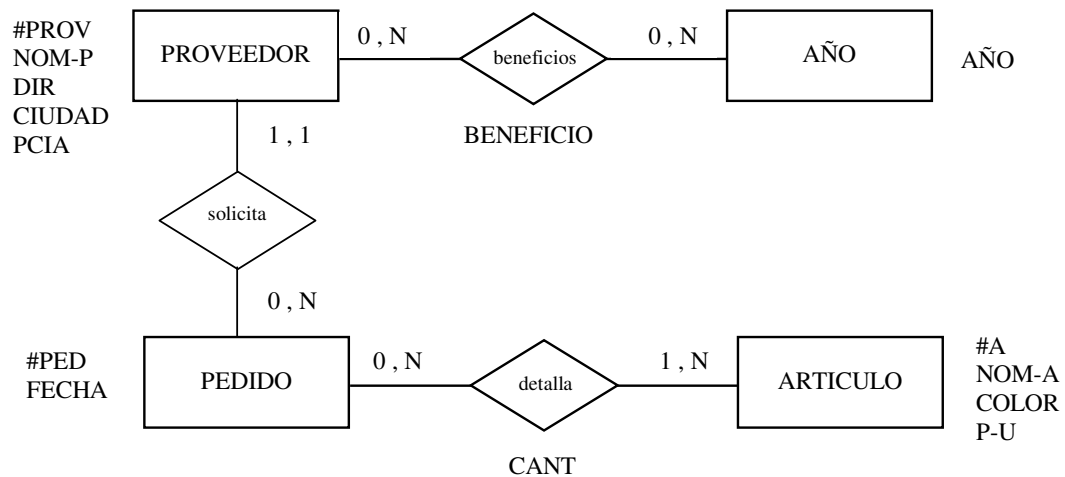 #PROV
NOM-P
DIR
CIUDAD
PCIA
PROVEEDOR
0 , N
beneficios
0 , N
AÑO
AÑO
BENEFICIO
1 , 1
solicita
0 , N
#PED
FECHA
PEDIDO
0 , N
detalla
1 , N
ARTICULO
#A
NOM-A
COLOR
P-U
CANT